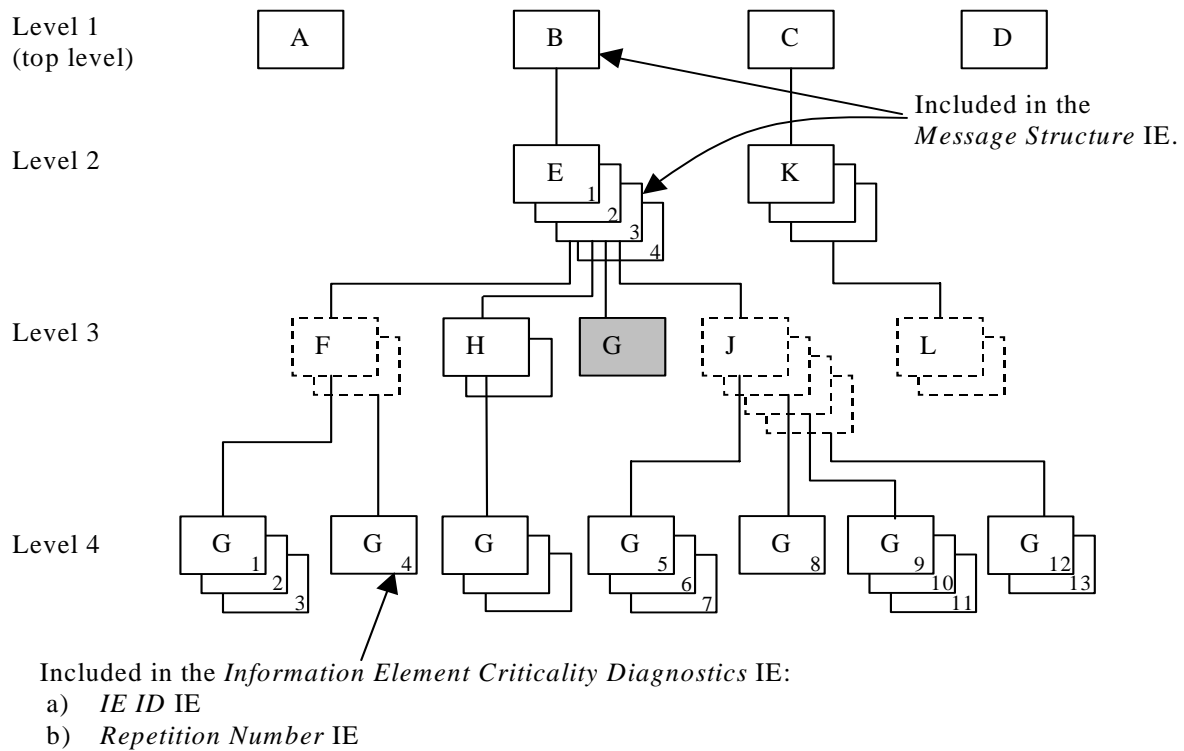 Level 1
(top level)
A
B
C
D
Included in the
Message Structure IE.
Level 2
E
1
2
3
4
K
Level 3
F
H
G
J
L
Level 4
G
1
2
3
G
4
G
G
5
6
7
G
8
G
9
10
11
G
12
13
Included in the Information Element Criticality Diagnostics IE:
a) IE ID IE
b) Repetition Number IE